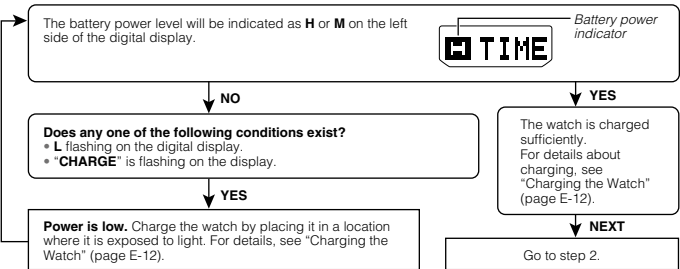 The battery power level will be indicated as H or M on the left
side of the digital display.
Battery power
indicator
H TIME
NO
YES
Does any one of the following conditions exist?
• L flashing on the digital display.
• “CHARGE” is flashing on the display.
The watch is charged
sufficiently.
For details about
charging, see
“Charging the Watch”
(page E-12).
YES
NEXT
Power is low. Charge the watch by placing it in a location
where it is exposed to light. For details, see “Charging the
Watch” (page E-12).
Go to step 2.